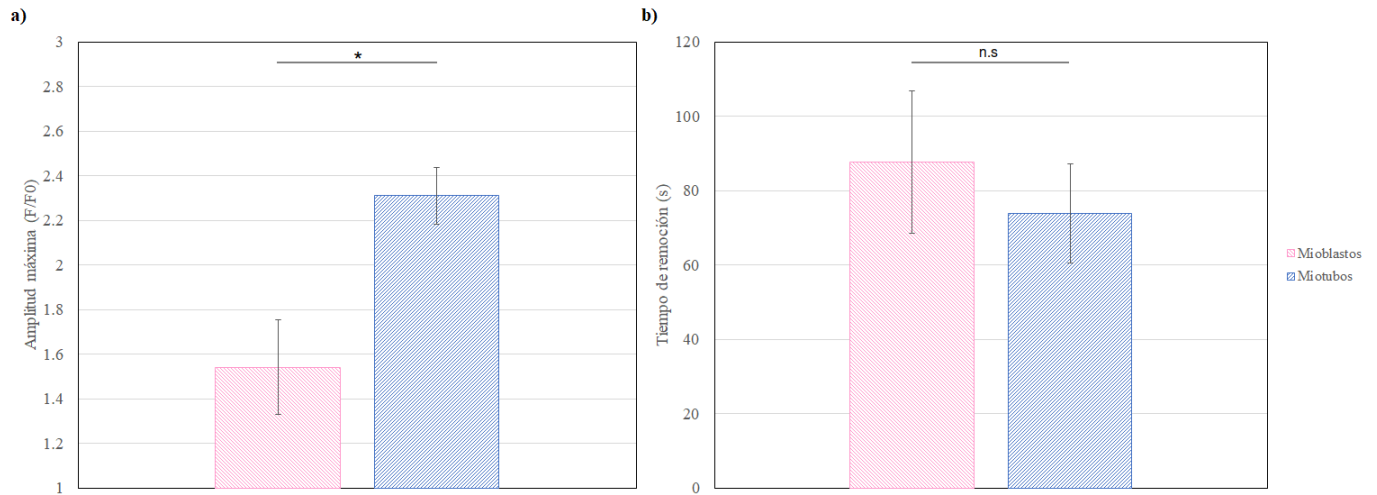 a)
Amplitud máxima (F/F0)
3
2.8
2.6
2.4
2.2
2
1.8
1.6
1.4
1.2
1
*
b)
Tiempo de remoción (s)
120
100
80
60
40
20
0
n.s
Mioblastos
Miotubos